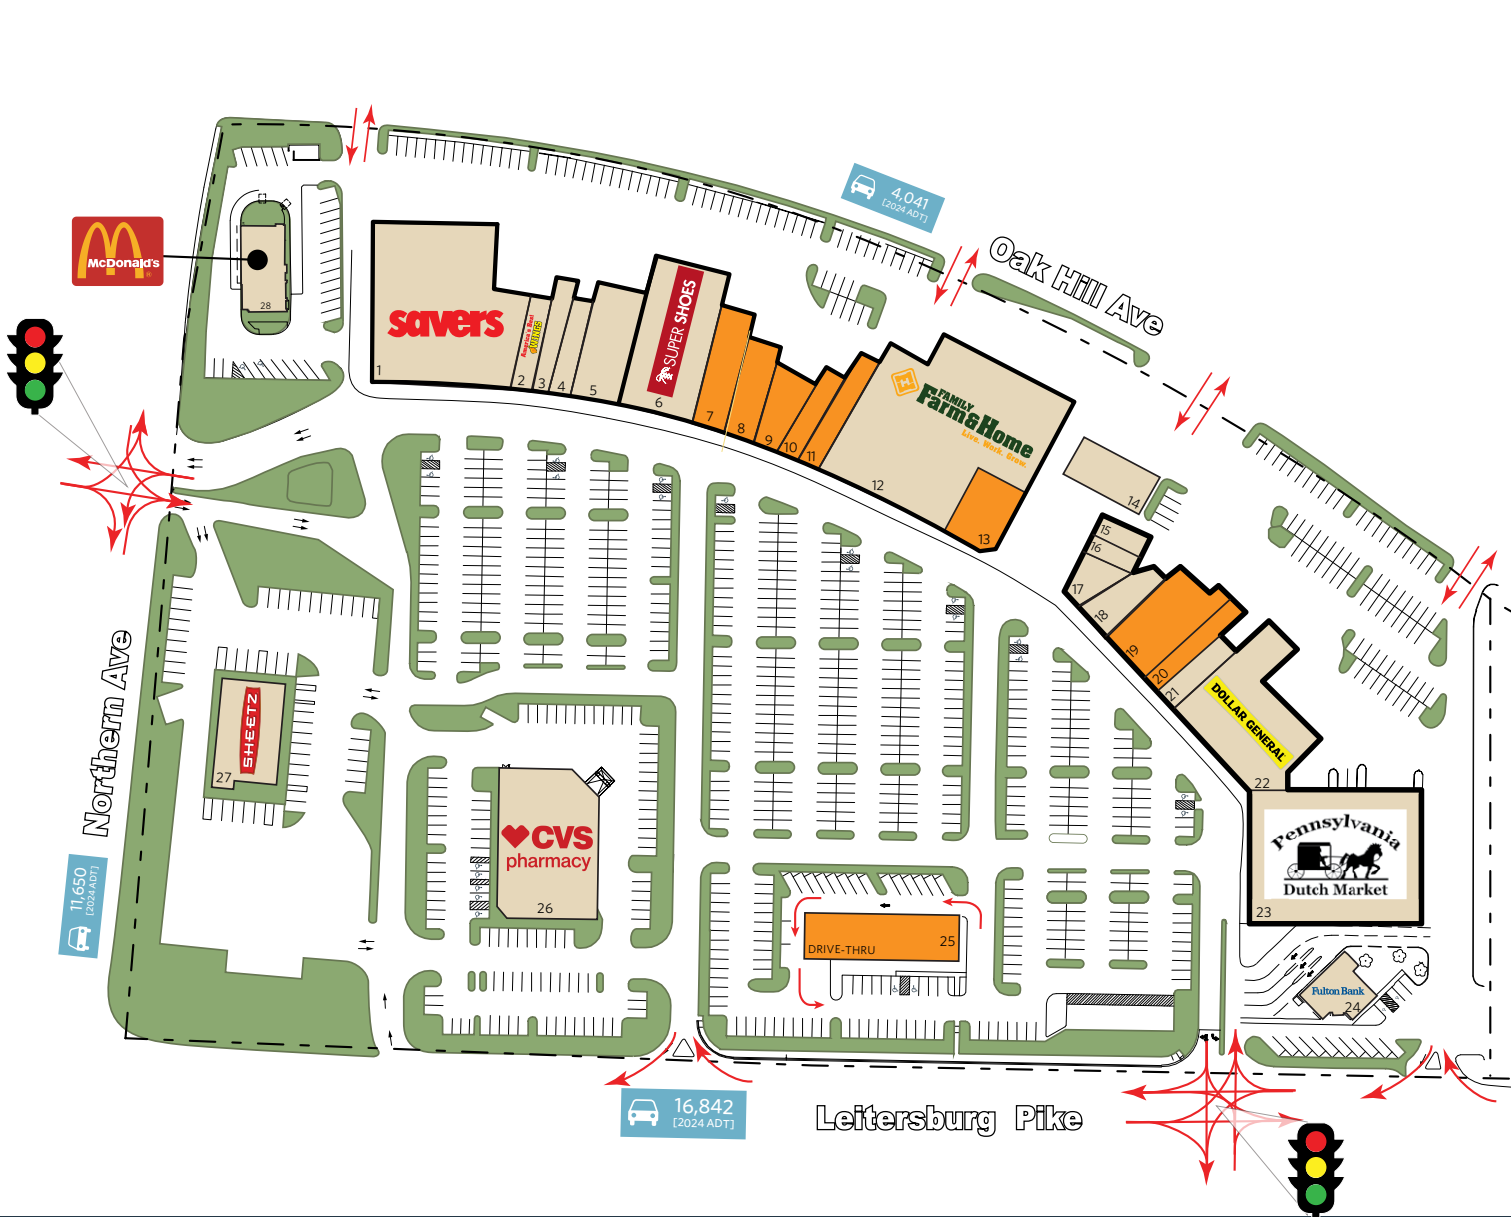 4,041
[2024 ADT]
Oak Hill Ave
McDonald's
28
savers
1
America's Best
WINGS
2
3
4
5
SUPER SHOES
6
7
8
9
10
11
FAMILY
Farm&Home
Live. Work. Grow.
12
13
14
15
16
17
18
19
20
21
DOLLAR GENERAL
22
Northern Ave
SHEETZ
27
CVS
pharmacy
26
Pennsylvania
Dutch Market
23
11,650
[2024 ADT]
DRIVE-THRU
25
Fulton Bank
24
16,842
[2024 ADT]
Leitersburg Pike